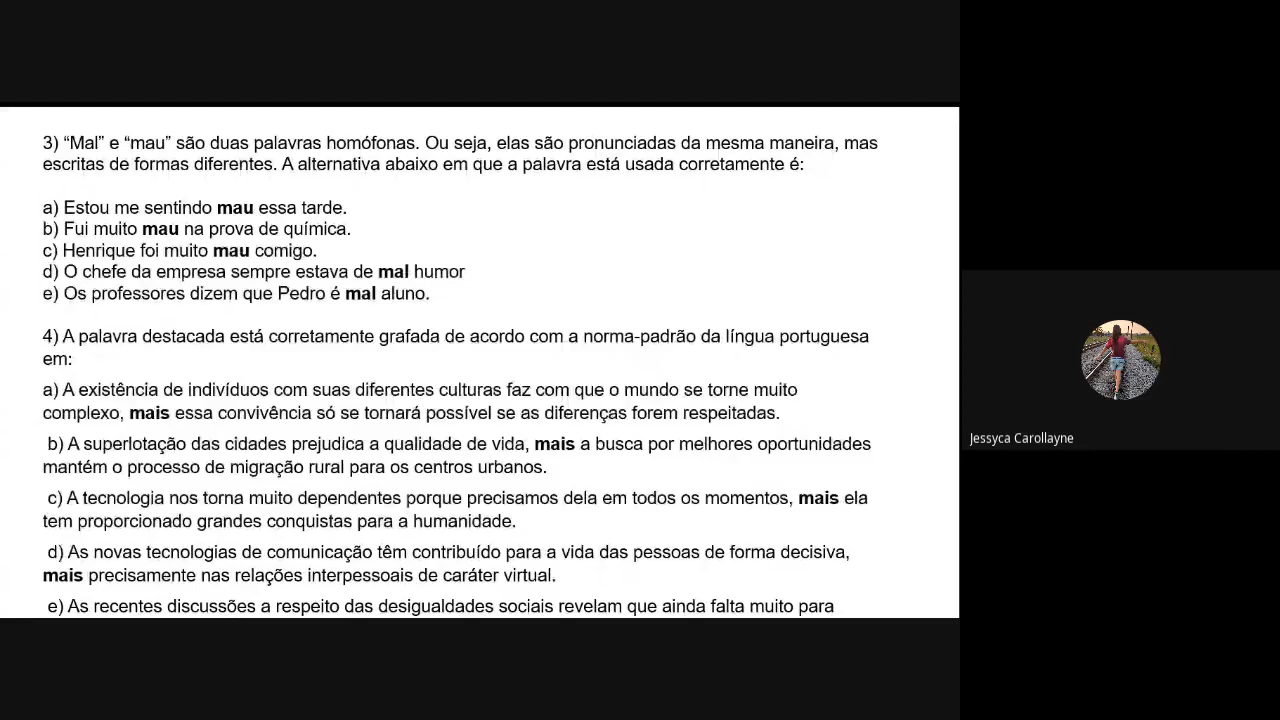 3) “Mal” e “mau” são duas palavras homófonas. Ou seja, elas são pronunciadas da mesma maneira, mas
escritas de formas diferentes. A alternativa abaixo em que a palavra está usada corretamente é:
a) Estou me sentindo mau essa tarde.
b) Fui muito mau na prova de química.
c) Henrique foi muito mau comigo.
d) O chefe da empresa sempre estava de mal humor
e) Os professores dizem que Pedro é mal aluno.
4) A palavra destacada está corretamente grafada de acordo com a norma-padrão da língua portuguesa
em:
a) A existência de indivíduos com suas diferentes culturas faz com que o mundo se torne muito
complexo, mais essa convivência só se tornará possível se as diferenças forem respeitadas.
b) A superlotação das cidades prejudica a qualidade de vida, mais a busca por melhores oportunidades
mantém o processo de migração rural para os centros urbanos.
c) A tecnologia nos torna muito dependentes porque precisamos dela em todos os momentos, mais ela
tem proporcionado grandes conquistas para a humanidade.
d) As novas tecnologias de comunicação têm contribuído para a vida das pessoas de forma decisiva,
mais precisamente nas relações interpessoais de caráter virtual.
e) As recentes discussões a respeito das desigualdades sociais revelam que ainda falta muito para
Jessyca Carollayne